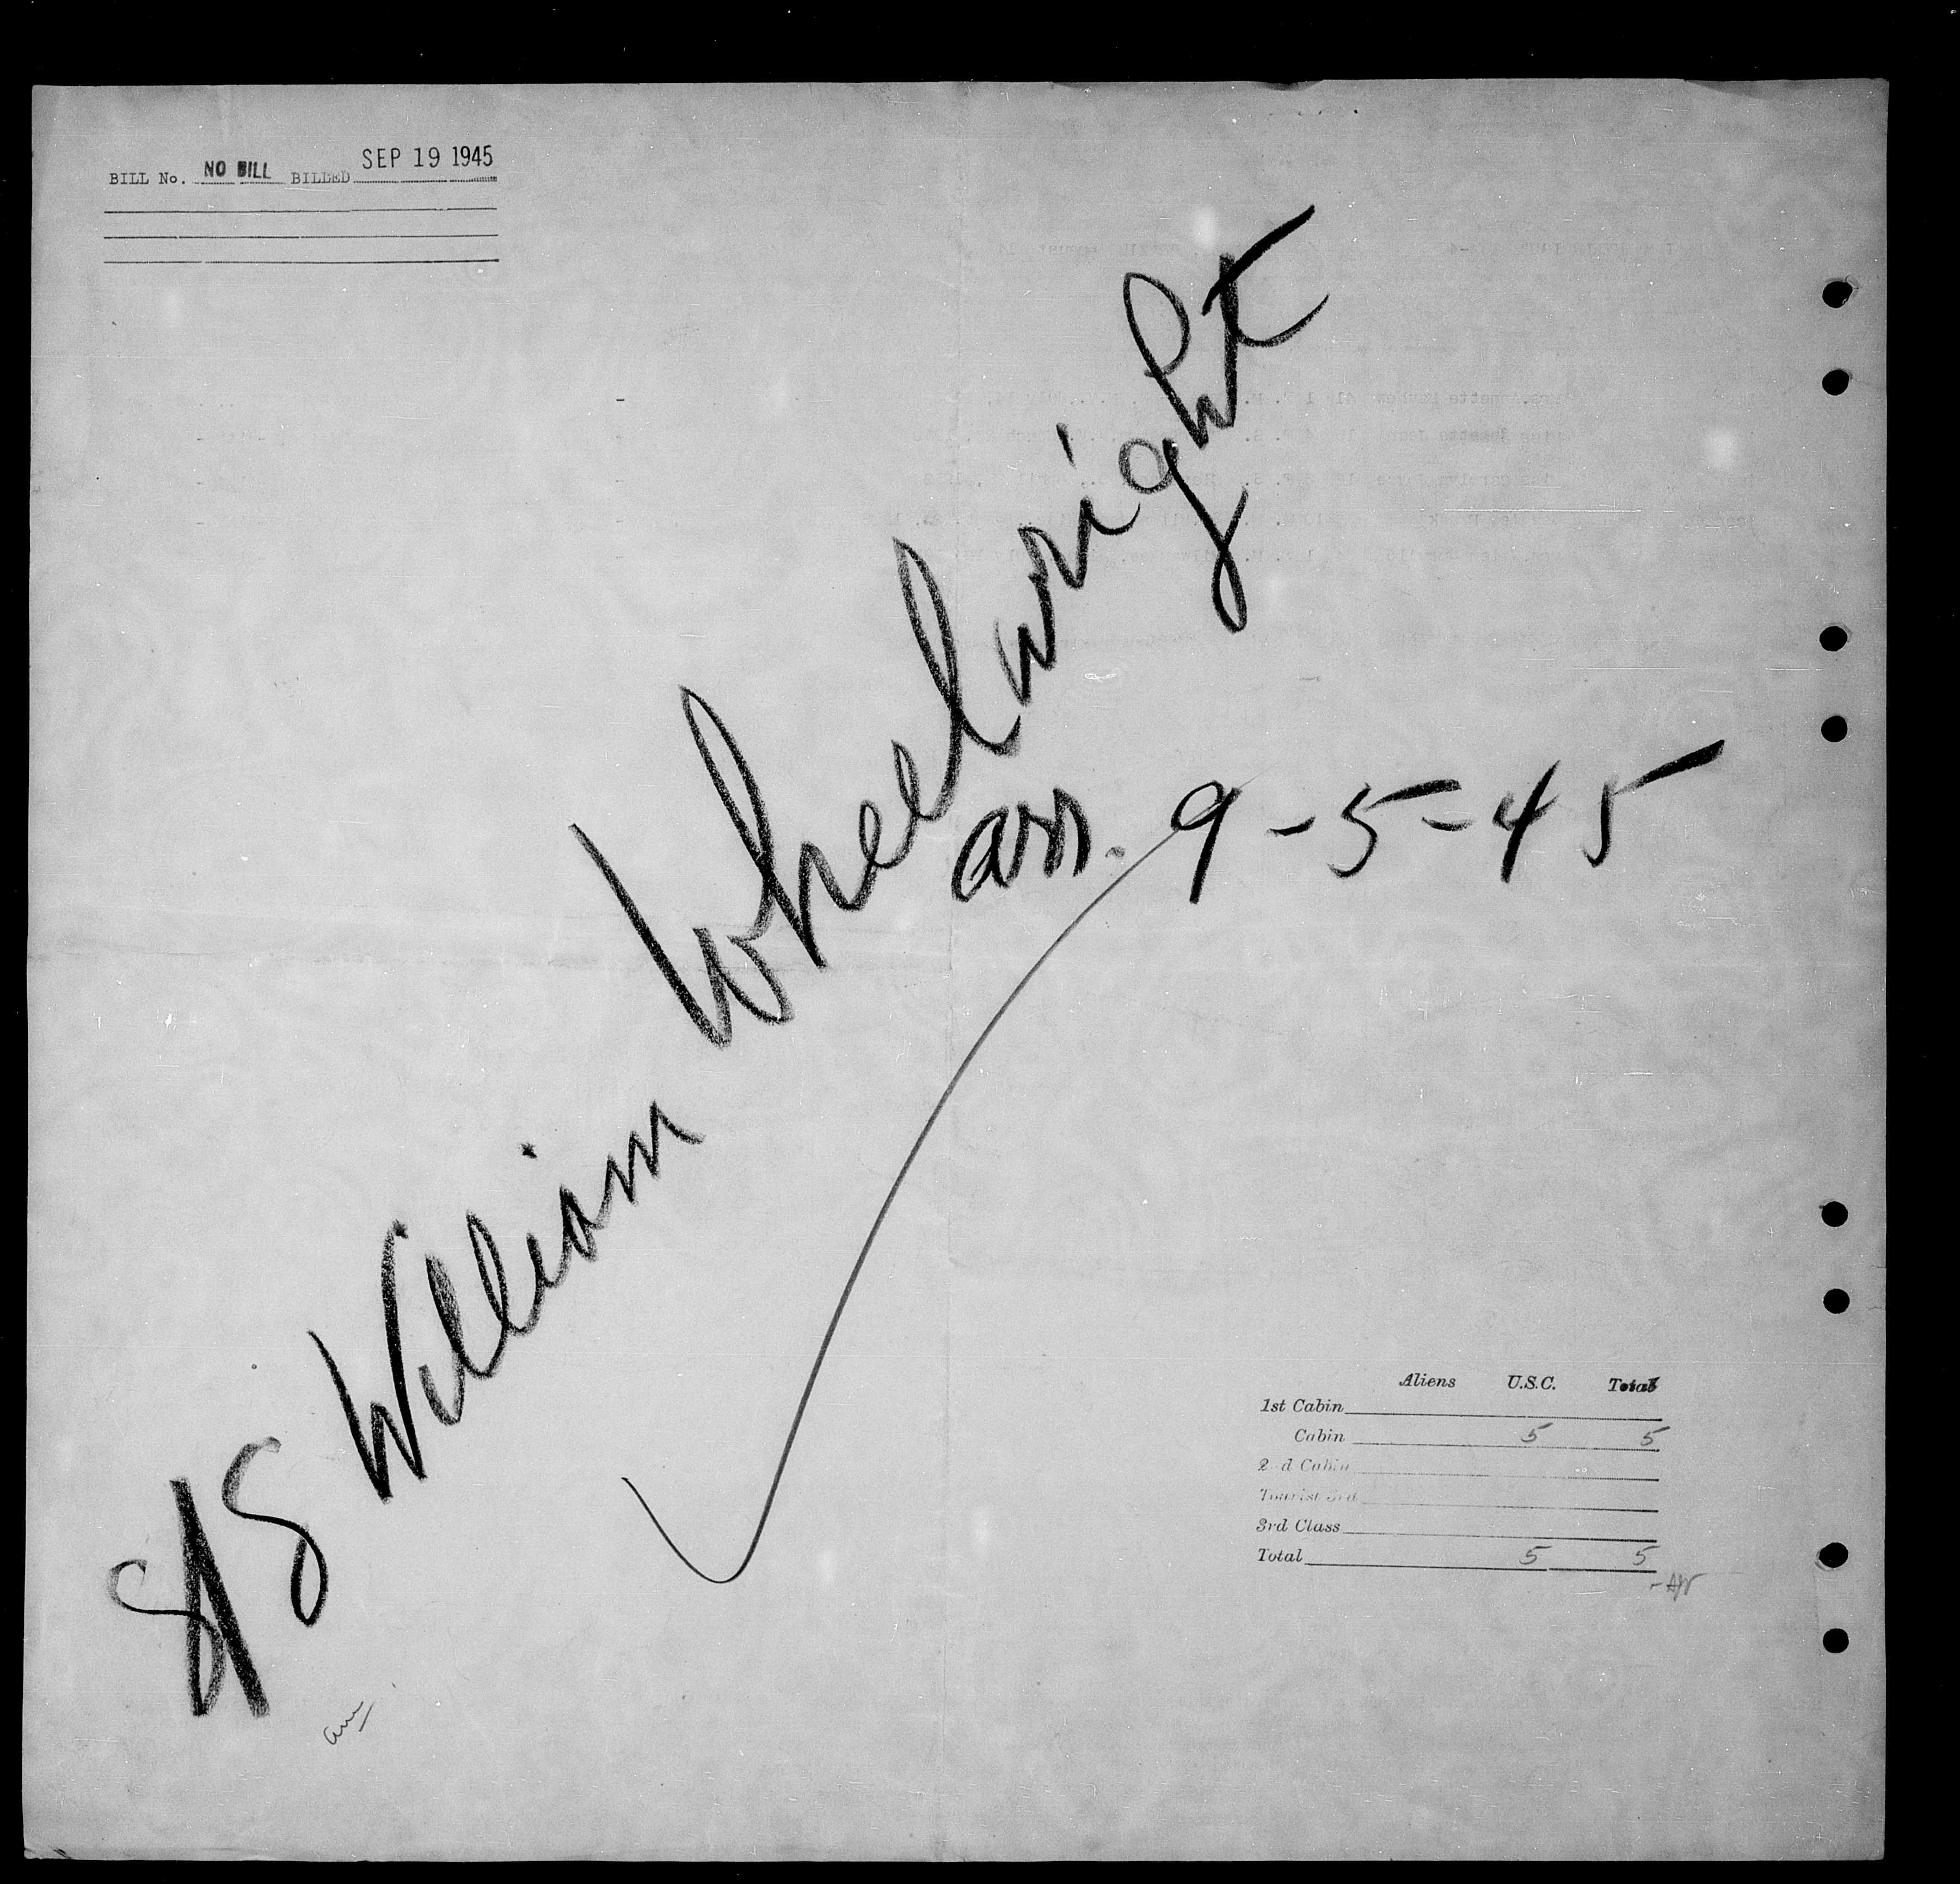 BILL No. NO BILL BILLED SEP 19 1945
S/S William Wheelwright
arr. 9-5-45
Aliens U.S.C. Total
1st Cabin
Cabin 5 5
2nd Cabin
Tourist 3rd
3rd Class
Total 5 5